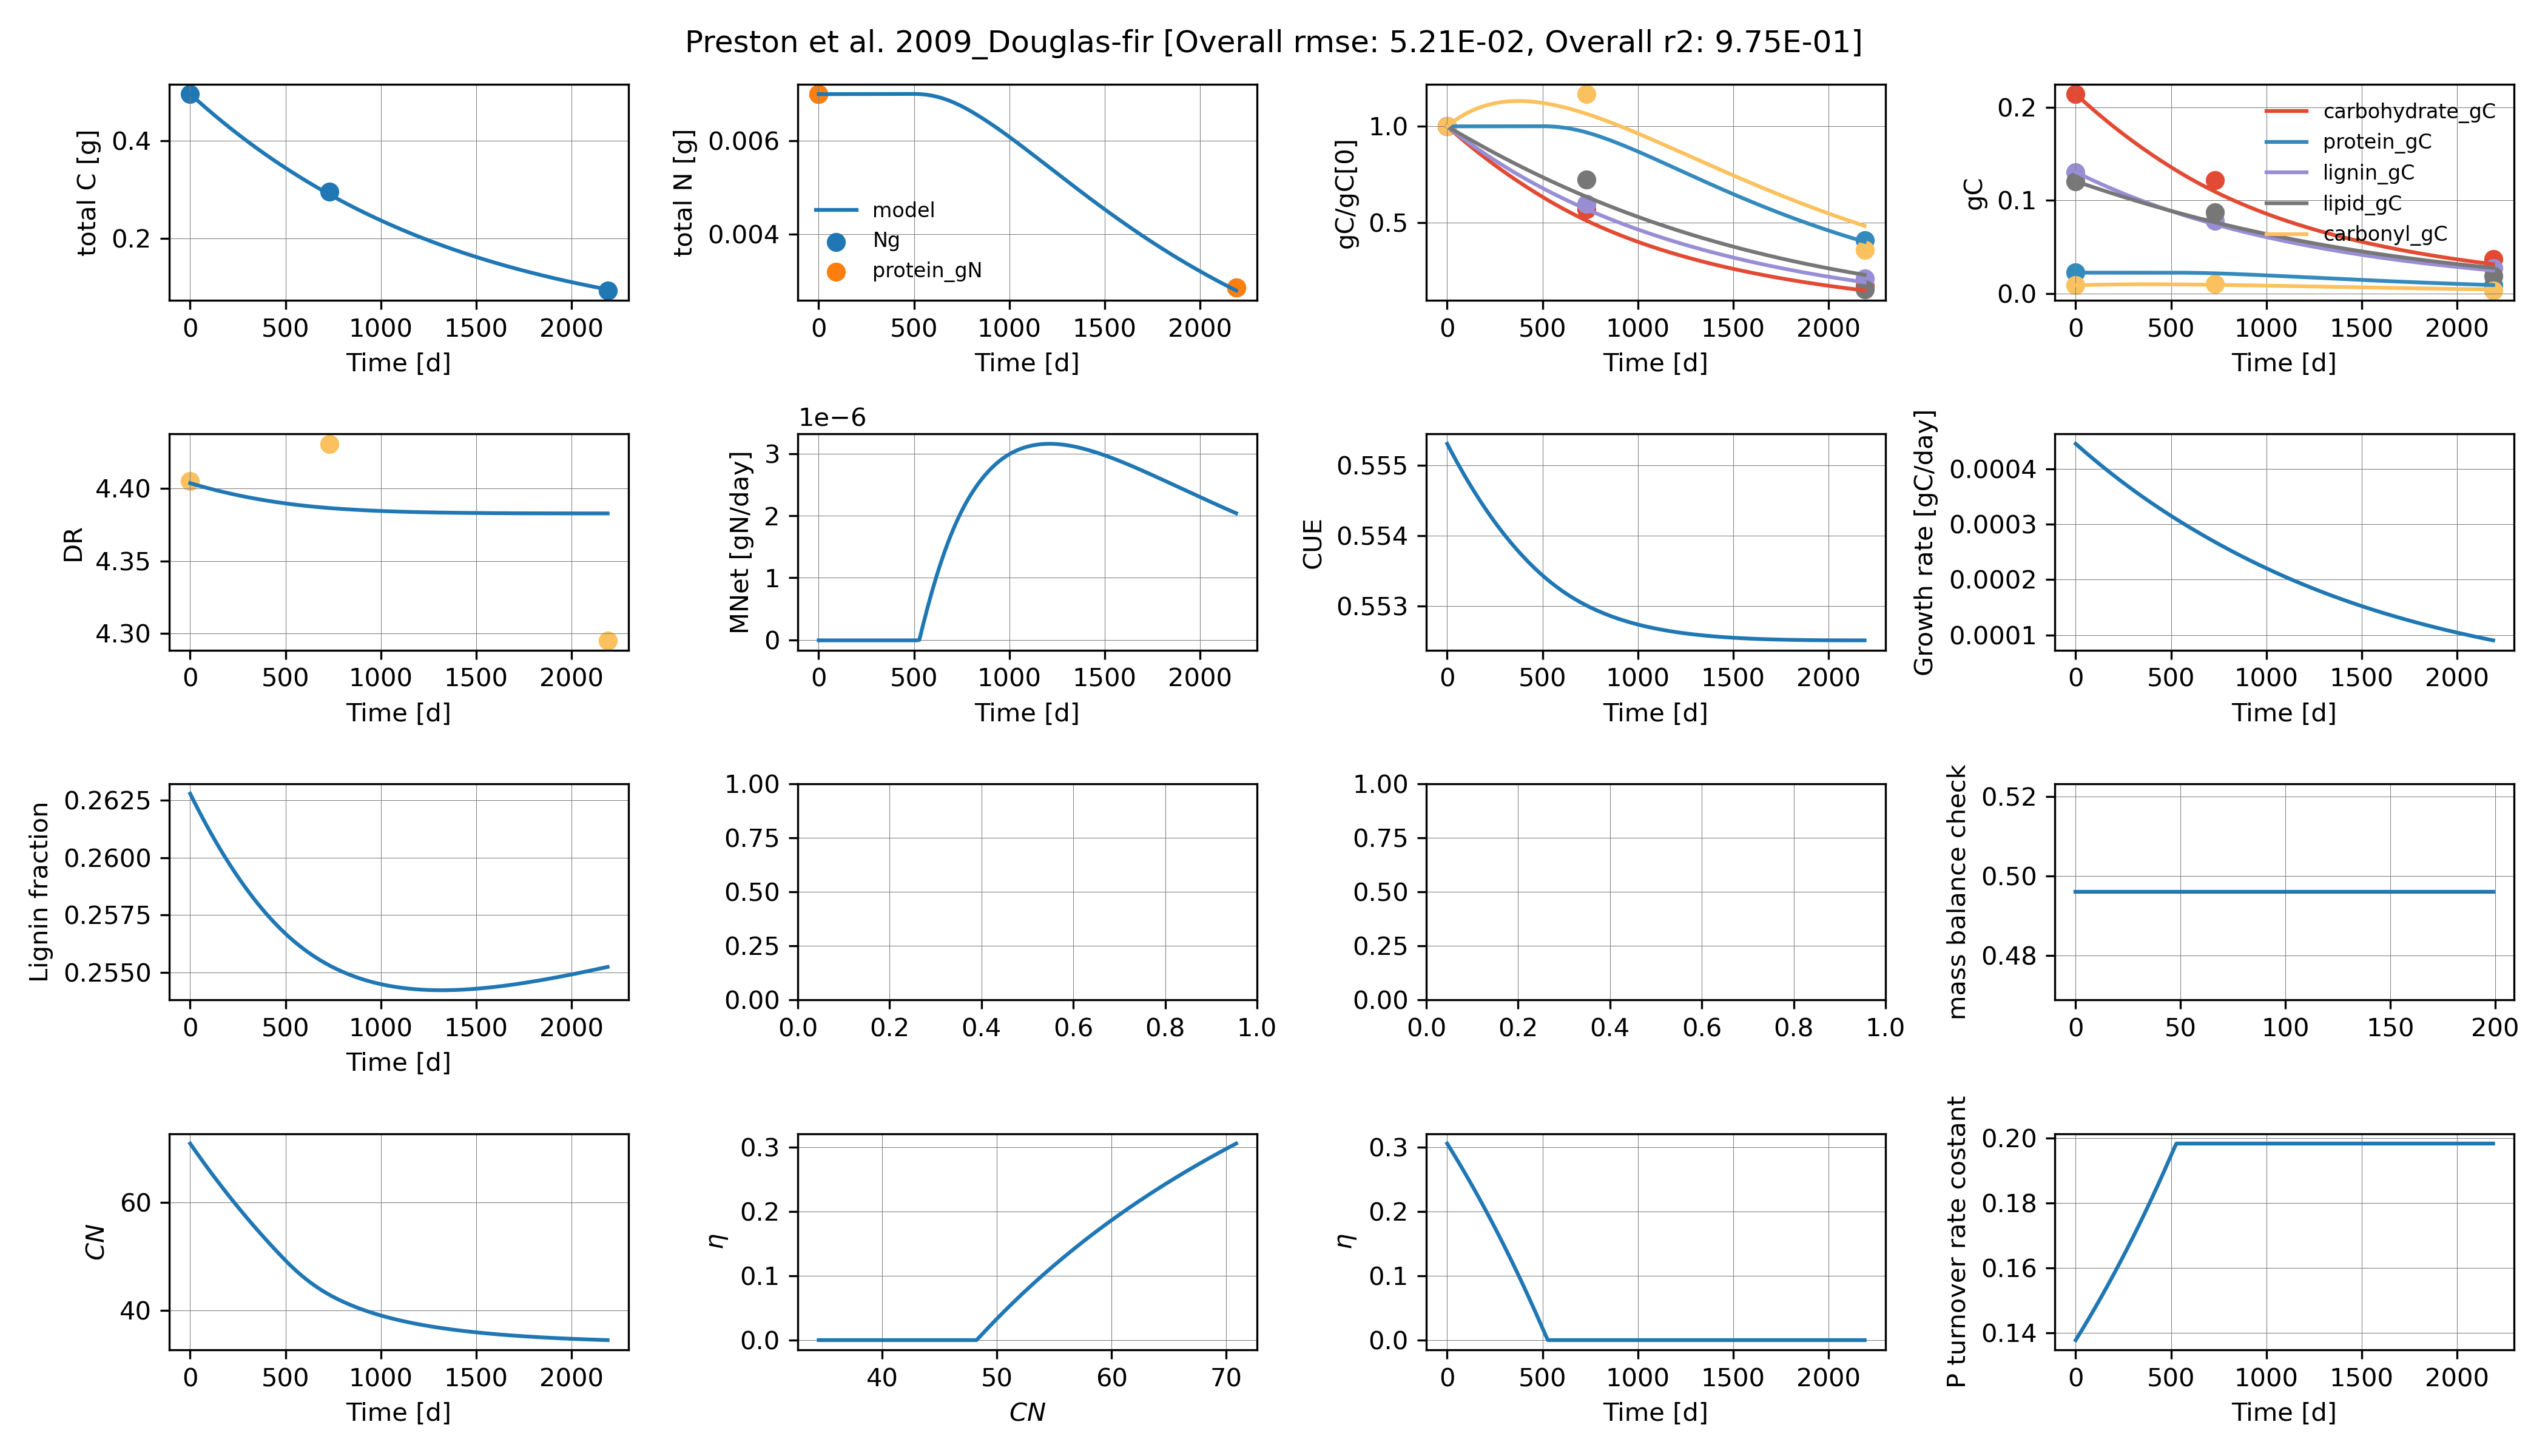 Preston et al. 2009_Douglas-fir [Overall rmse: 5.21E-02, Overall r2: 9.75E-01]
total C [g]
0.4
0.2
0 500 1000 1500 2000
Time [d]
total N [g]
0.006
0.004
model
Ng
protein_gN
0 500 1000 1500 2000
Time [d]
gC/gC[0]
1.0
0.5
0 500 1000 1500 2000
Time [d]
gC
0.2
0.1
0.0
carbohydrate_gC
protein_gC
lignin_gC
lipid_gC
carbonyl_gC
0 500 1000 1500 2000
Time [d]
DR
4.40
4.35
4.30
0 500 1000 1500 2000
Time [d]
1e−6
MNet [gN/day]
3
2
1
0
0 500 1000 1500 2000
Time [d]
CUE
0.555
0.554
0.553
0 500 1000 1500 2000
Time [d]
Growth rate [gC/day]
0.0004
0.0003
0.0002
0.0001
0 500 1000 1500 2000
Time [d]
Lignin fraction
0.2625
0.2600
0.2575
0.2550
0 500 1000 1500 2000
Time [d]
1.00
0.75
0.50
0.25
0.00
0.0 0.2 0.4 0.6 0.8 1.0
1.00
0.75
0.50
0.25
0.00
0.0 0.2 0.4 0.6 0.8 1.0
mass balance check
0.52
0.50
0.48
0 50 100 150 200
CN
60
40
0 500 1000 1500 2000
Time [d]
η
0.3
0.2
0.1
0.0
40 50 60 70
CN
η
0.3
0.2
0.1
0.0
0 500 1000 1500 2000
Time [d]
P turnover rate costant
0.20
0.18
0.16
0.14
0 500 1000 1500 2000
Time [d]